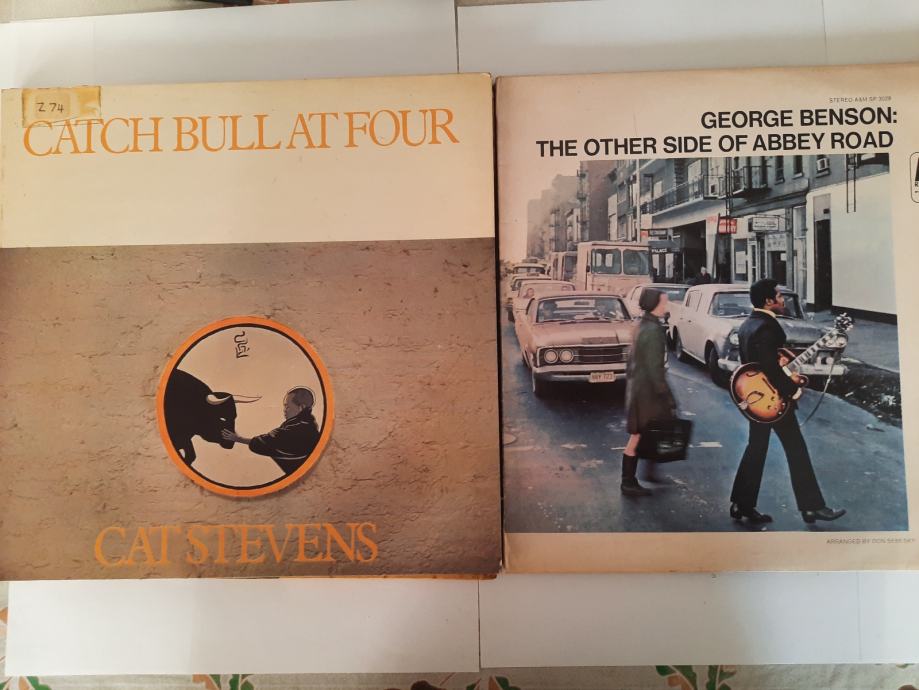 Z 74
CATCH BULL AT FOUR
CAT STEVENS
STEREO A&M SP 3028
GEORGE BENSON:
THE OTHER SIDE OF ABBEY ROAD
ARRANGED BY DON SEBESKY